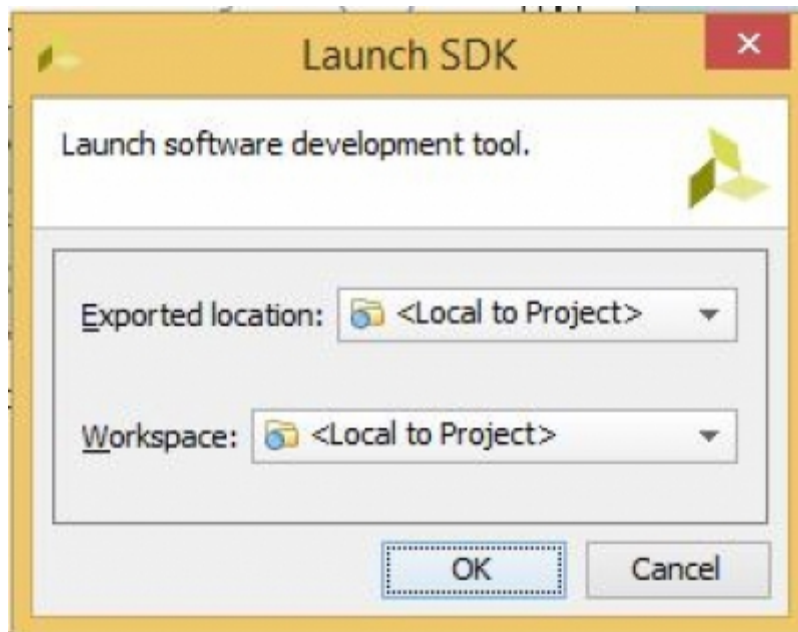 Launch SDK
Launch software development tool.
Exported location: <Local to Project>
Workspace: <Local to Project>
OK Cancel